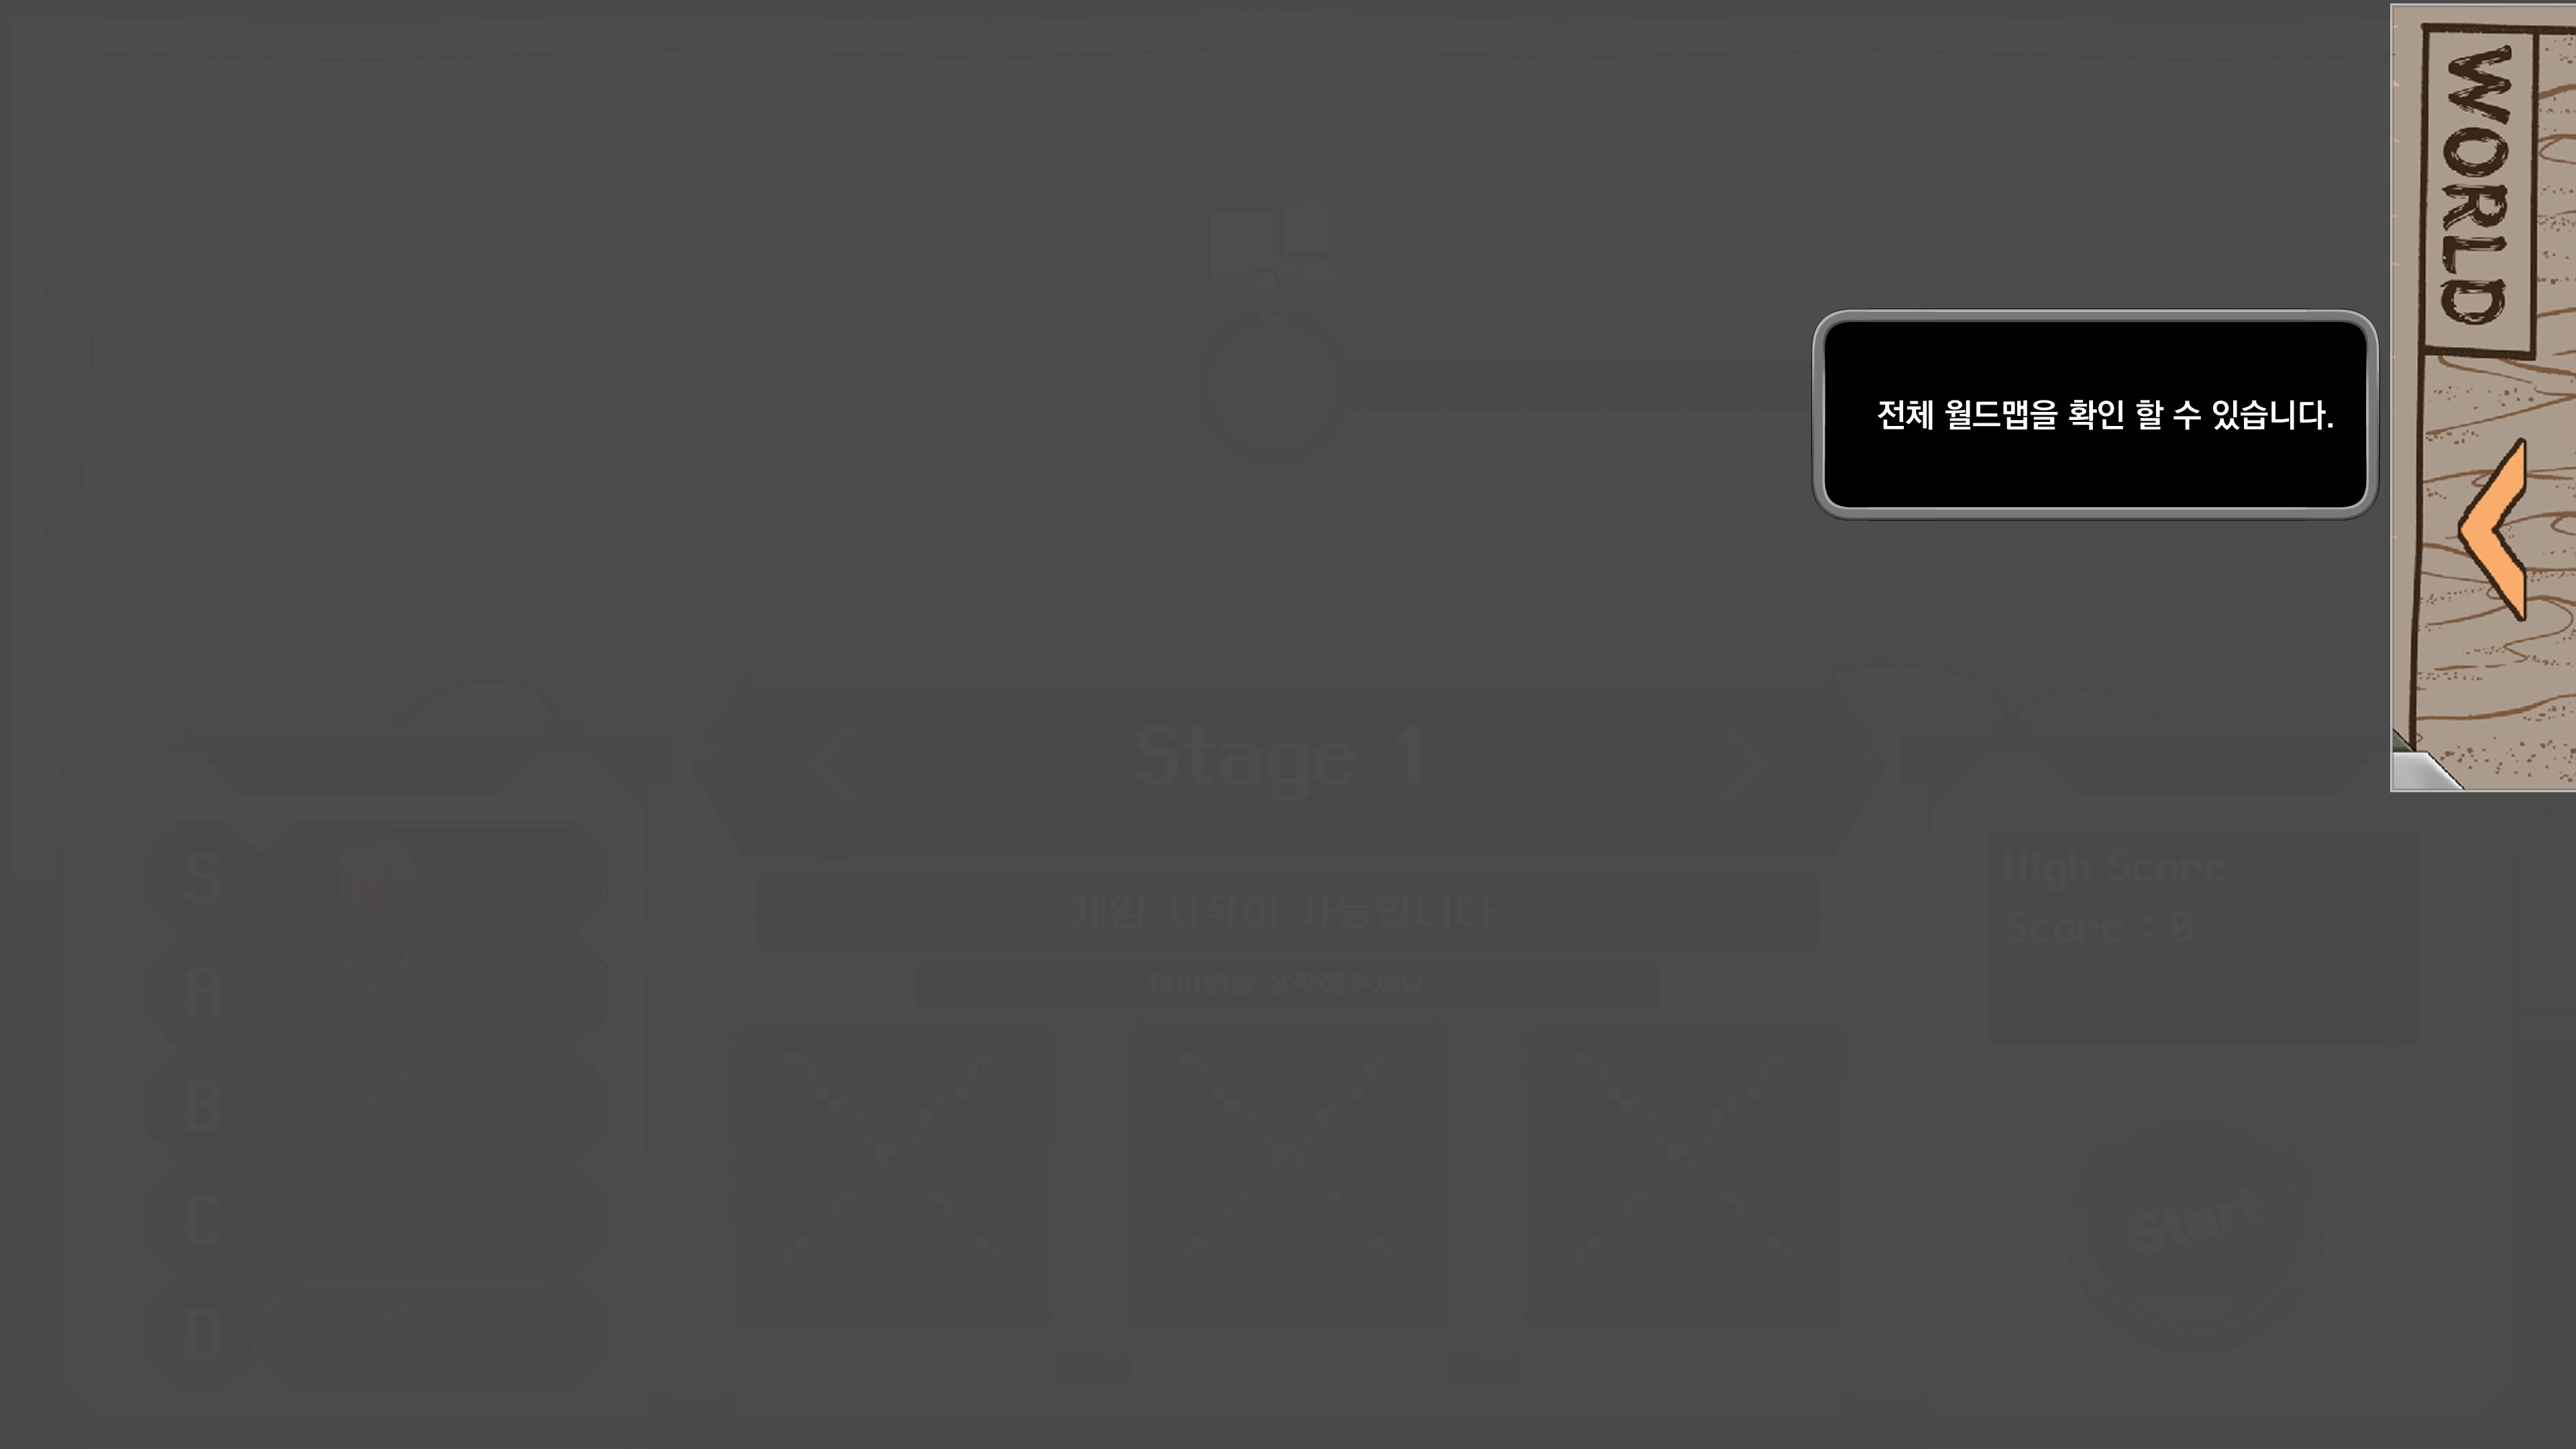 WORLD
전체 월드맵을 확인 할 수 있습니다.
Stage 1
S
A
B
C
D
게임 시작이 가능합니다.
아이템을 장착해주세요
High Score
Score : 0
Start